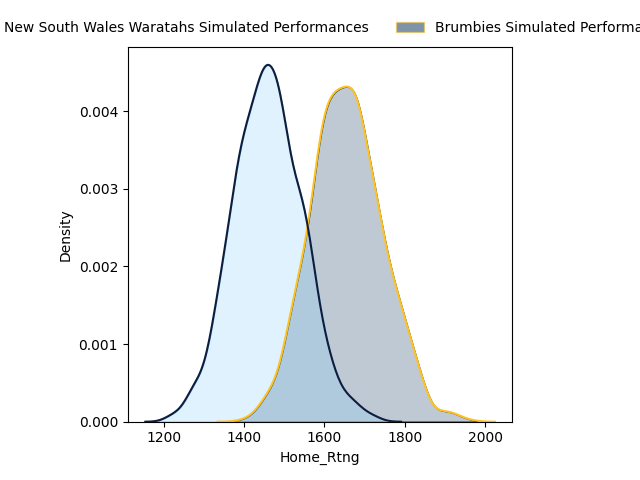 New South Wales Waratahs Simulated Performances Brumbies Simulated
0.004
0.003
0.002
0.001
0.000
Density
1200 1400 1600 1800 2000
Home_Rtng